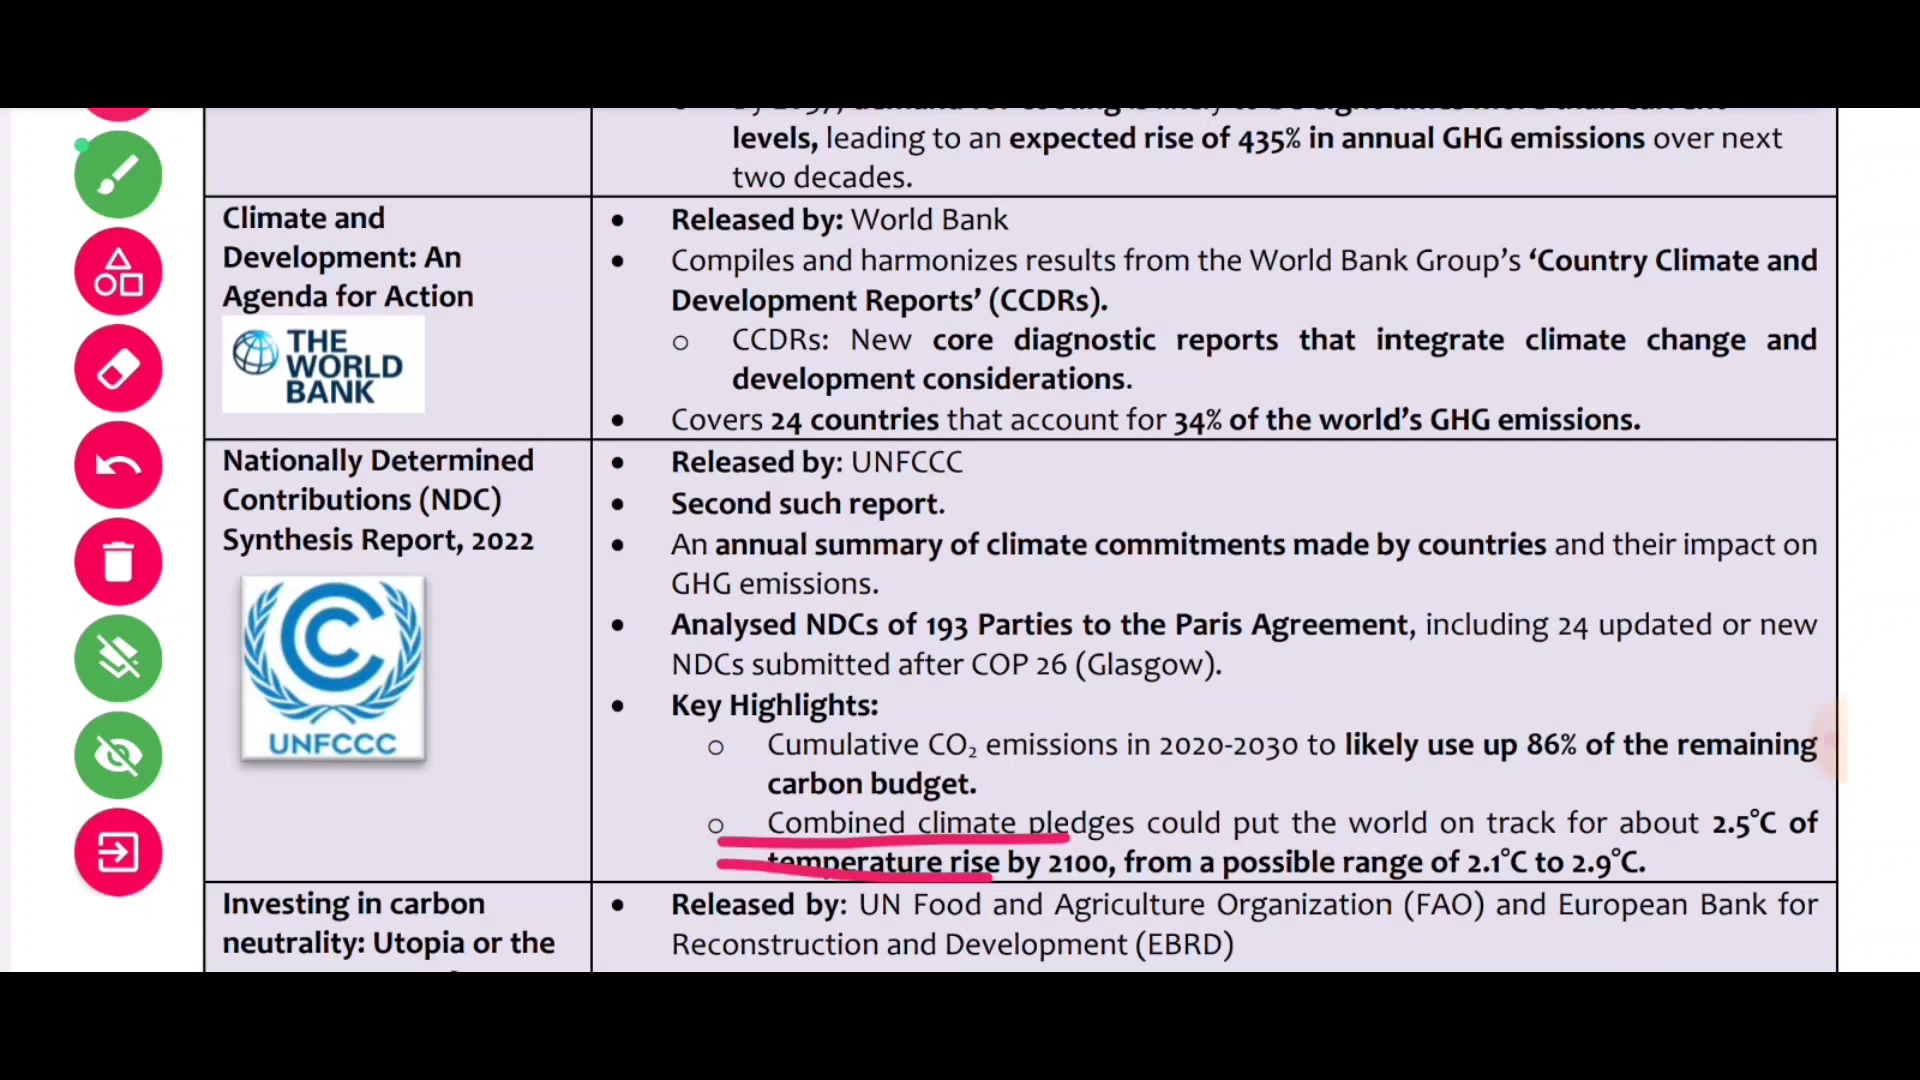 levels, leading to an expected rise of 435% in annual GHG emissions over next
two decades.
Climate and
Development: An
Agenda for Action
THE
WORLD
BANK
• Released by: World Bank
• Compiles and harmonizes results from the World Bank Group's 'Country Climate and
Development Reports' (CCDRs).
o CCDRs: New core diagnostic reports that integrate climate change and
development considerations.
• Covers 24 countries that account for 34% of the world's GHG emissions.
Nationally Determined
Contributions (NDC)
Synthesis Report, 2022
UNFCCC
• Released by: UNFCCC
• Second such report.
• An annual summary of climate commitments made by countries and their impact on
GHG emissions.
• Analysed NDCs of 193 Parties to the Paris Agreement, including 24 updated or new
NDCs submitted after COP 26 (Glasgow).
• Key Highlights:
o Cumulative CO₂ emissions in 2020-2030 to likely use up 86% of the remaining
carbon budget.
o Combined climate pledges could put the world on track for about 2.5°C of
temperature rise by 2100, from a possible range of 2.1°C to 2.9°C.
Investing in carbon
neutrality: Utopia or the
• Released by: UN Food and Agriculture Organization (FAO) and European Bank for
Reconstruction and Development (EBRD)